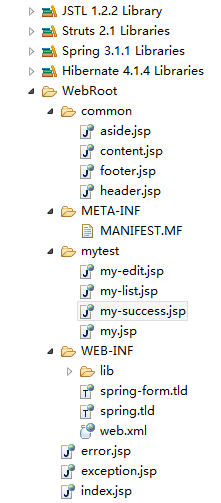 JSTL 1.2.2 Library
Struts 2.1 Libraries
Spring 3.1.1 Libraries
Hibernate 4.1.4 Libraries
WebRoot
common
aside.jsp
content.jsp
footer.jsp
header.jsp
META-INF
MANIFEST.MF
mytest
my-edit.jsp
my-list.jsp
my-success.jsp
my.jsp
WEB-INF
lib
spring-form.tld
spring.tld
web.xml
error.jsp
exception.jsp
index.jsp